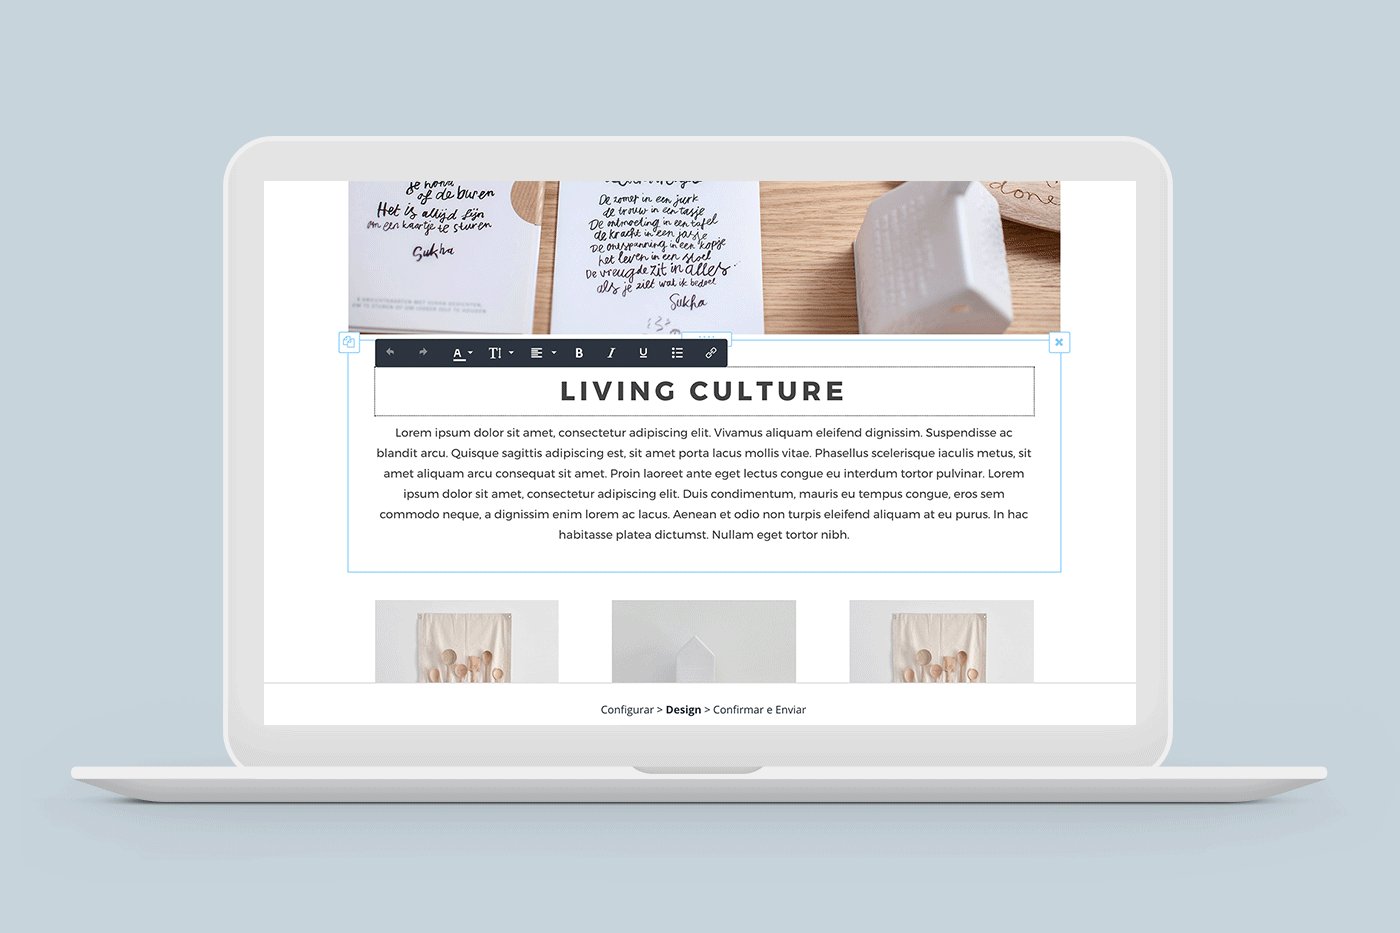 je hond
of de buren
Het is altijd fijn
om een kaartje te sturen
Sukha
De zomer in een jurk
de trouw in een tasje
De ontmoeting in een tafel
de kracht in een jasje
De ontspanning in een kopje
het leven in een stoel
De vreugde zit in alles
als je ziet wat ik bedoel
Sukha
done
A
T
B
I
U
LIVING CULTURE
Lorem ipsum dolor sit amet, consectetur adipiscing elit. Vivamus aliquam eleifend dignissim. Suspendisse ac
blandit arcu. Quisque sagittis adipiscing est, sit amet porta lacus mollis vitae. Phasellus scelerisque iaculis metus, sit
amet aliquam arcu consequat sit amet. Proin laoreet ante eget lectus congue eu interdum tortor pulvinar. Lorem
ipsum dolor sit amet, consectetur adipiscing elit. Duis condimentum, mauris eu tempus congue, eros sem
commodo neque, a dignissim enim lorem ac lacus. Aenean et odio non turpis eleifend aliquam at eu purus. In hac
habitasse platea dictumst. Nullam eget tortor nibh.
Configurar > Design > Confirmar e Enviar